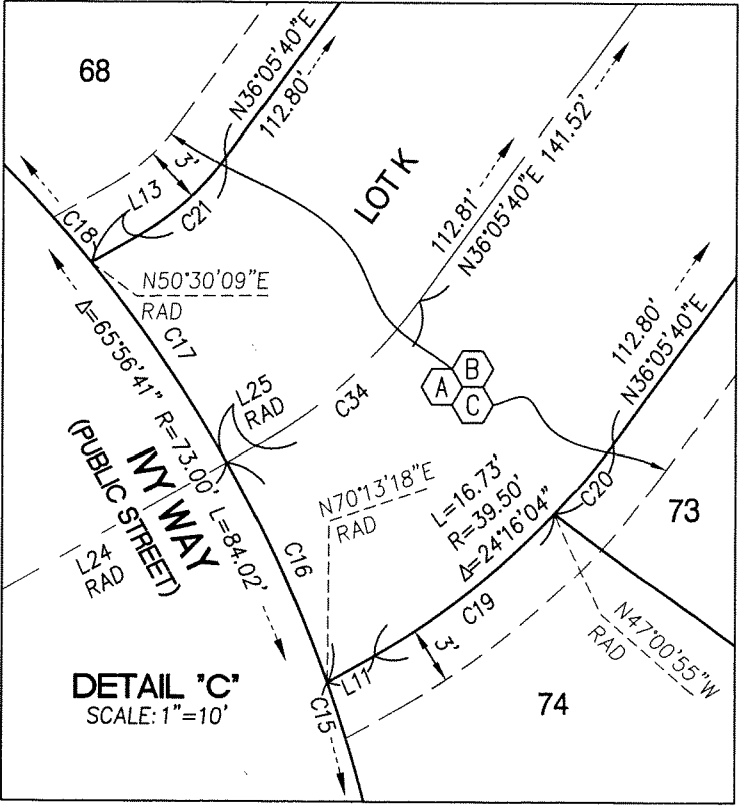 68
N36°05'40"E
112.80'
3'
LOT K
112.81'
N36°05'40"E 141.52'
L13
C18
C21
N50°30'09"E
RAD
C17
Δ=65°56'41" R=73.00' L=84.02'
IVY WAY
(PUBLIC STREET)
L25
RAD
C34
A
B
C
112.80'
N36°05'40"E
N70°13'18"E
RAD
L=16.73'
R=39.50'
Δ=24°16'04"
C20
73
L24
RAD
C16
C19
N47°00'55"W
RAD
3'
L11
C15
74
DETAIL "C"
SCALE: 1"=10'